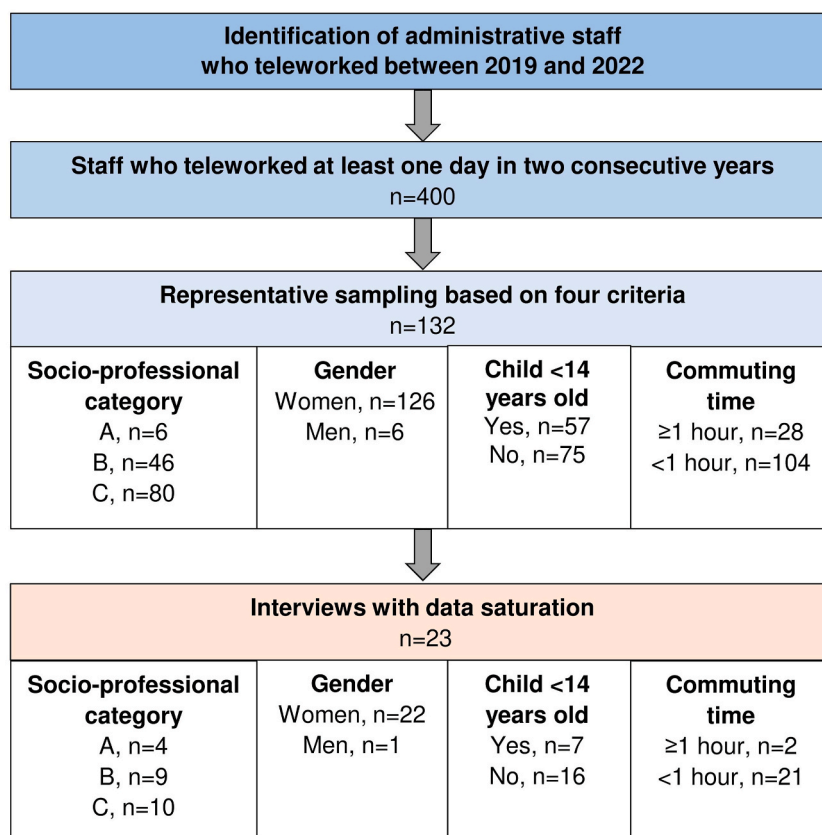 Identification of administrative staff
who teleworked between 2019 and 2022
Staff who teleworked at least one day in two consecutive years
n=400
Representative sampling based on four criteria
n=132
Socio-professional
category
A, n=6
B, n=46
C, n=80
Gender
Women, n=126
Men, n=6
Child <14
years old
Yes, n=57
No, n=75
Commuting
time
≥1 hour, n=28
<1 hour, n=104
Interviews with data saturation
n=23
Socio-professional
category
A, n=4
B, n=9
C, n=10
Gender
Women, n=22
Men, n=1
Child <14
years old
Yes, n=7
No, n=16
Commuting
time
≥1 hour, n=2
<1 hour, n=21